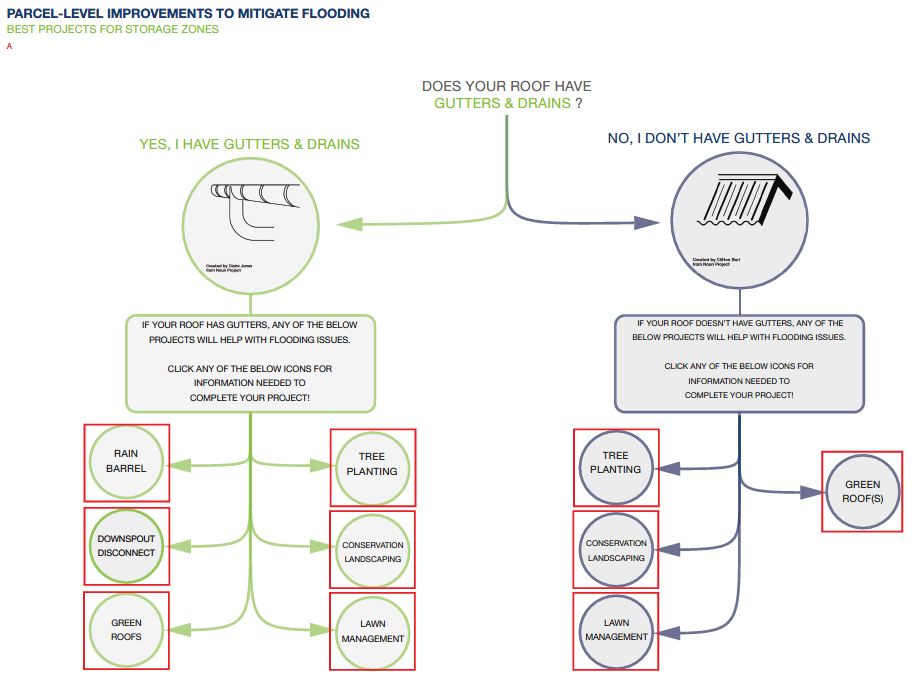 PARCEL-LEVEL IMPROVEMENTS TO MITIGATE FLOODING
BEST PROJECTS FOR STORAGE ZONES
A
DOES YOUR ROOF HAVE
GUTTERS & DRAINS ?
YES, I HAVE GUTTERS & DRAINS
Created by Claire Jones
from Noun Project
IF YOUR ROOF HAS GUTTERS, ANY OF THE BELOW
PROJECTS WILL HELP WITH FLOODING ISSUES.
CLICK ANY OF THE BELOW ICONS FOR
INFORMATION NEEDED TO
COMPLETE YOUR PROJECT!
RAIN
BARREL
TREE
PLANTING
DOWNSPOUT
DISCONNECT
CONSERVATION
LANDSCAPING
GREEN
ROOFS
LAWN
MANAGEMENT
NO, I DON'T HAVE GUTTERS & DRAINS
Created by Clifton Burt
from Noun Project
IF YOUR ROOF DOESN'T HAVE GUTTERS, ANY OF THE
BELOW PROJECTS WILL HELP WITH FLOODING ISSUES.
CLICK ANY OF THE BELOW ICONS FOR
INFORMATION NEEDED TO
COMPLETE YOUR PROJECT!
TREE
PLANTING
GREEN
ROOF(S)
CONSERVATION
LANDSCAPING
LAWN
MANAGEMENT